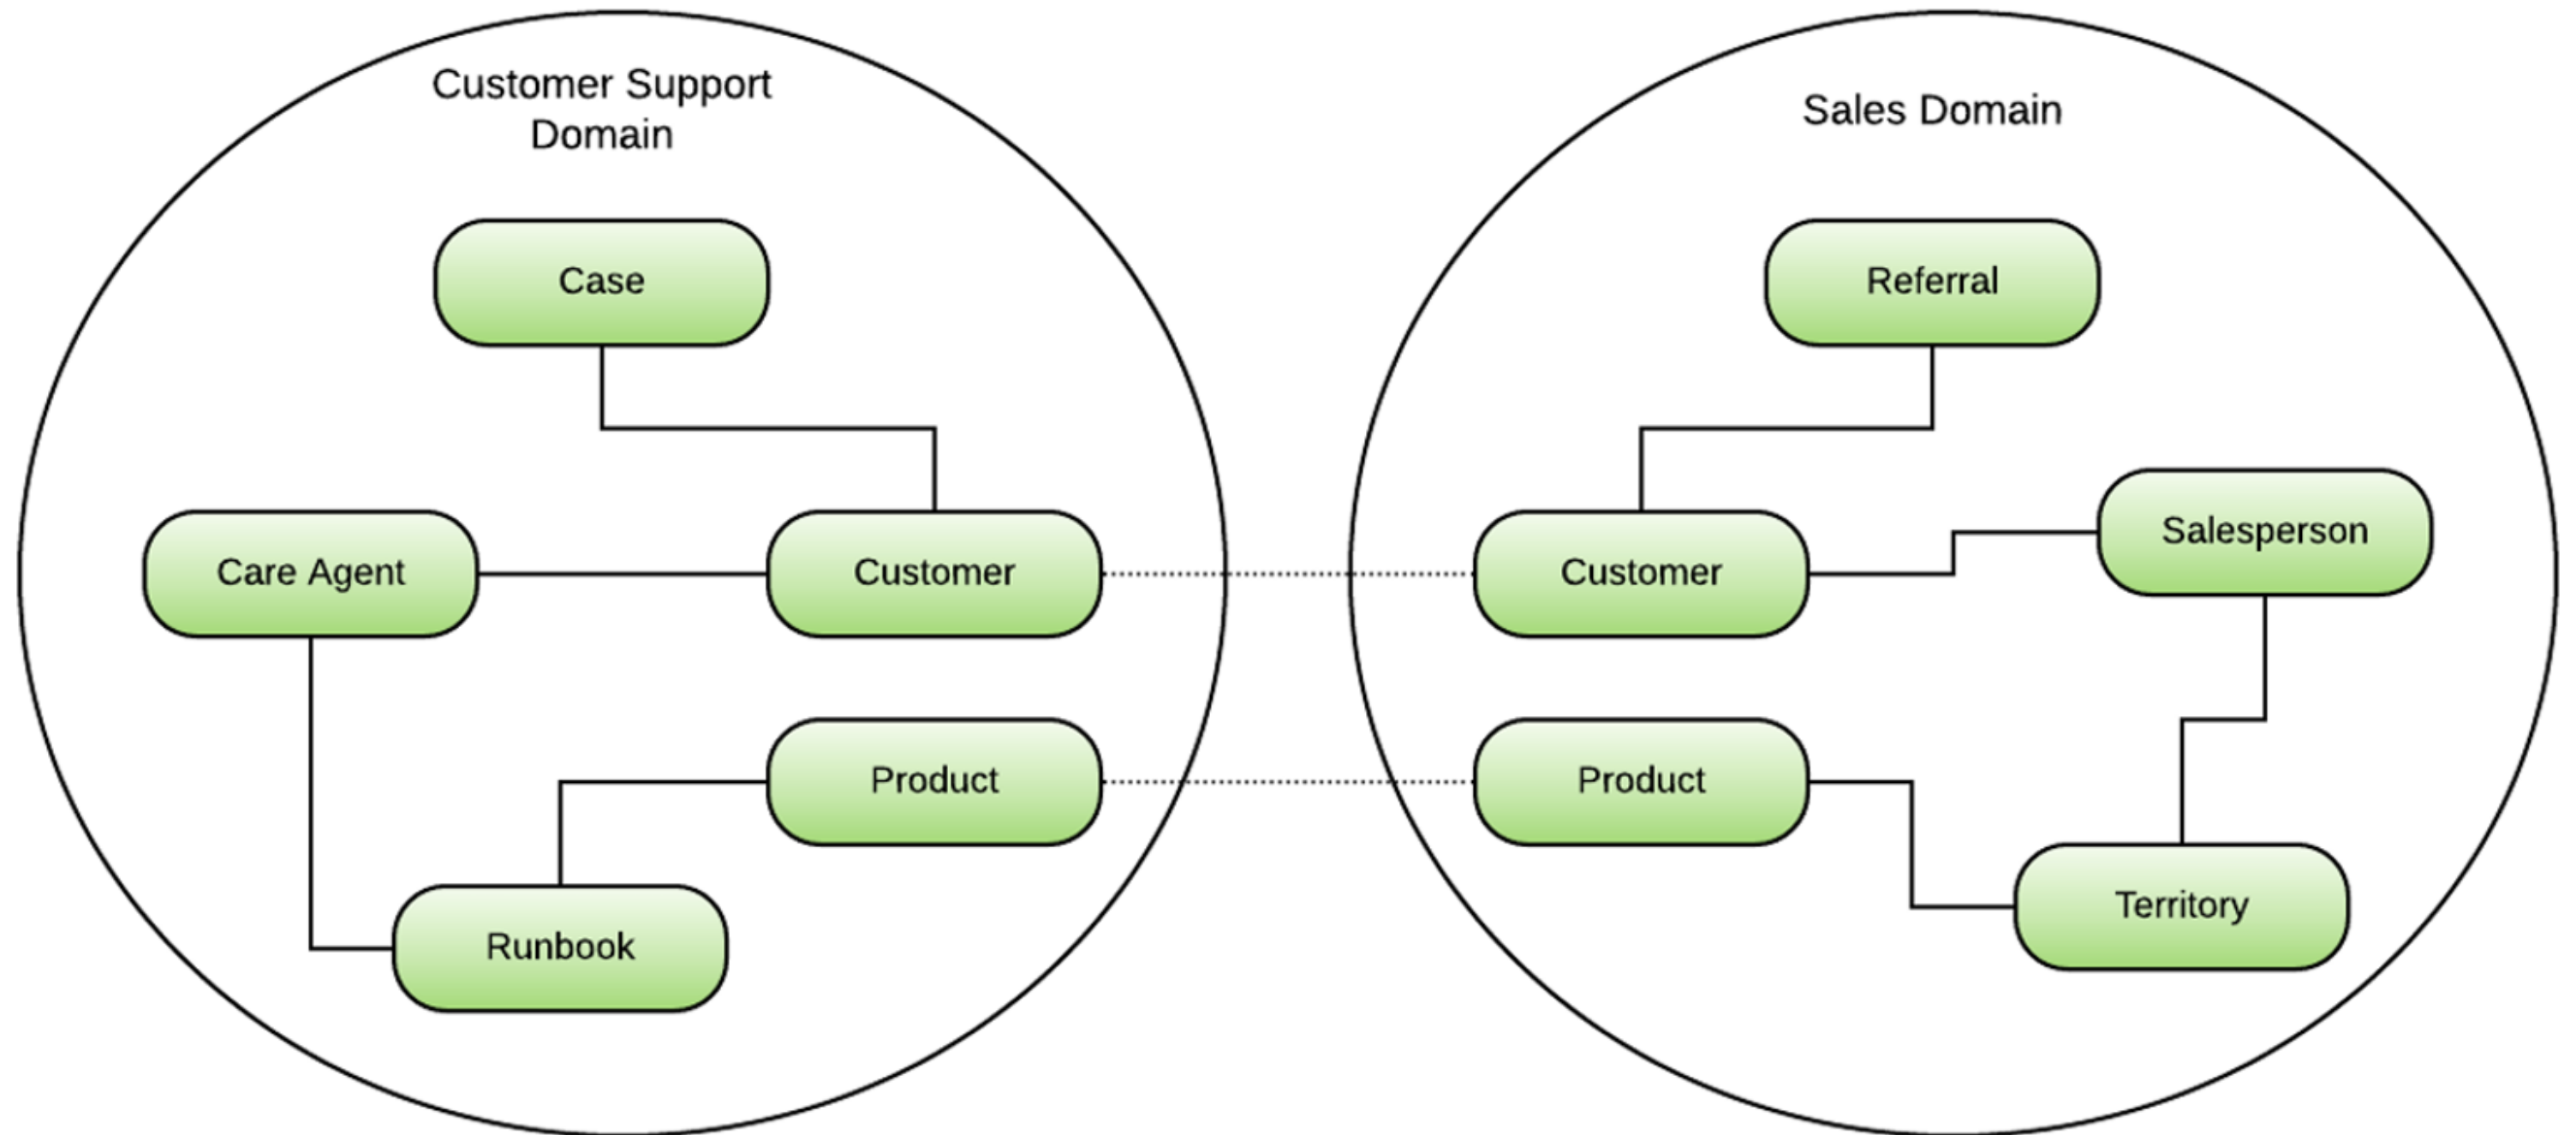 Customer Support
Domain
Case
Care Agent
Customer
Product
Runbook
Sales Domain
Referral
Customer
Salesperson
Product
Territory